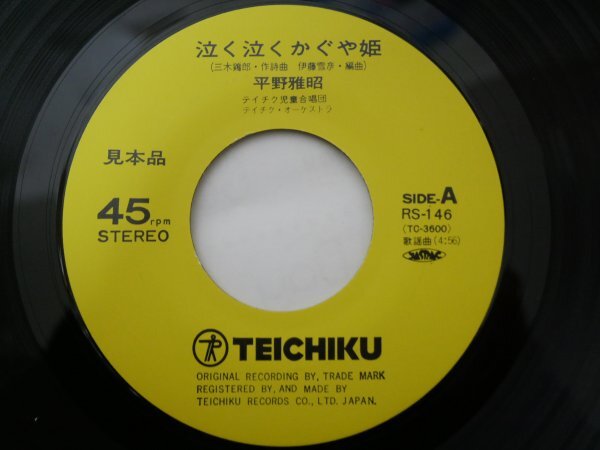 泣く泣くかぐや姫
(三木鶏郎・作詩曲 伊藤雪彦・編曲)
平野雅昭
テイチク児童合唱団
テイチク・オーケストラ
見本品
45rpm
STEREO
SIDE-A
RS-146
(TC-3600)
歌謡曲(4:56)
TEICHIKU
ORIGINAL RECORDING BY, TRADE MARK
REGISTERED BY, AND MADE BY
TEICHIKU RECORDS CO., LTD. JAPAN.